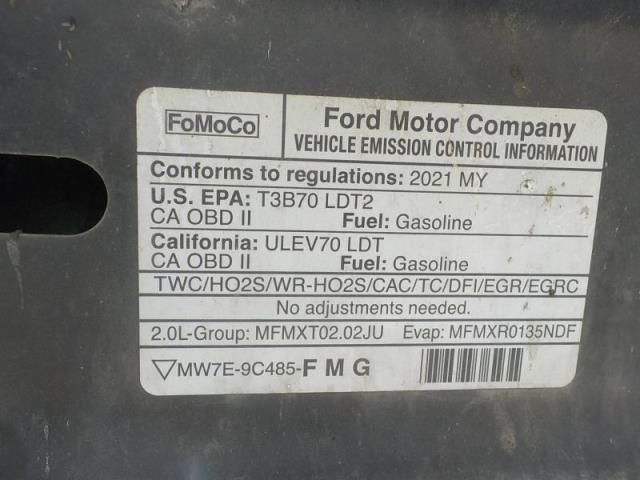 FoMoCo
Ford Motor Company
VEHICLE EMISSION CONTROL INFORMATION
Conforms to regulations: 2021 MY
U.S. EPA: T3B70 LDT2
CA OBD II Fuel: Gasoline
California: ULEV70 LDT
CA OBD II Fuel: Gasoline
TWC/HO2S/WR-HO2S/CAC/TC/DFI/EGR/EGRC
No adjustments needed.
2.0L-Group: MFMXT02.02JU Evap: MFMXR0135NDF
▽MW7E-9C485-F M G